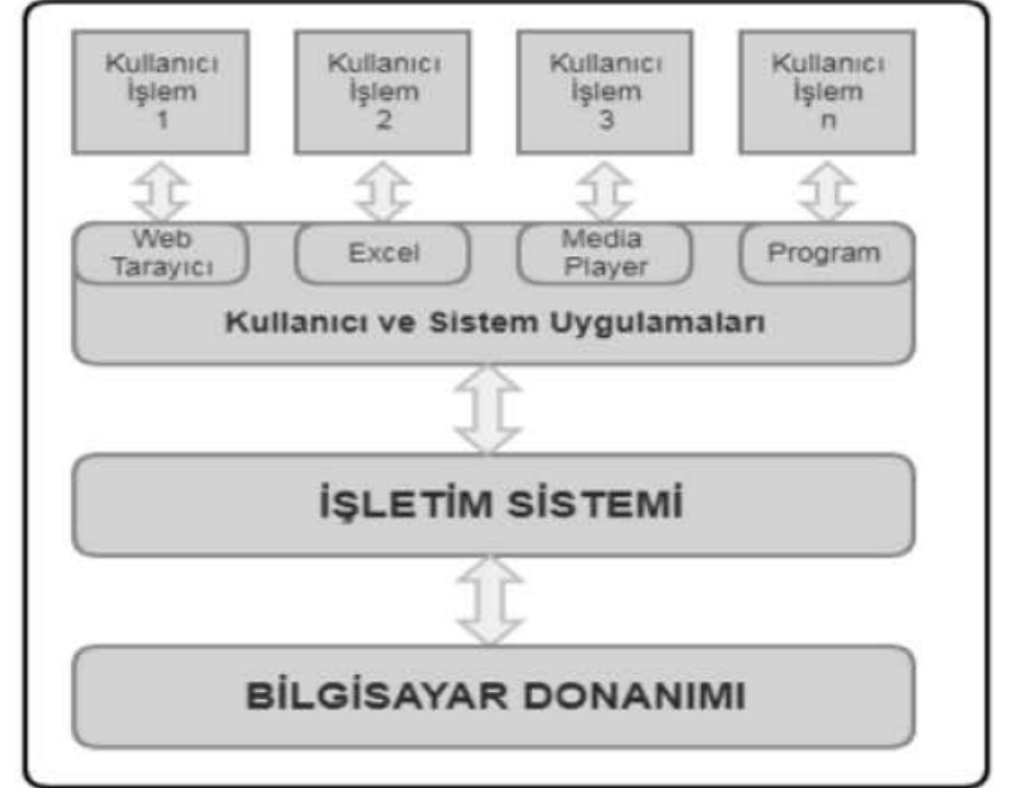 Kullanıcı
İşlem
1
Kullanıcı
İşlem
2
Kullanıcı
İşlem
3
Kullanıcı
İşlem
n
Web
Tarayıcı
Excel
Media
Player
Program
Kullanıcı ve Sistem Uygulamaları
İŞLETİM SİSTEMİ
BİLGİSAYAR DONANIMI